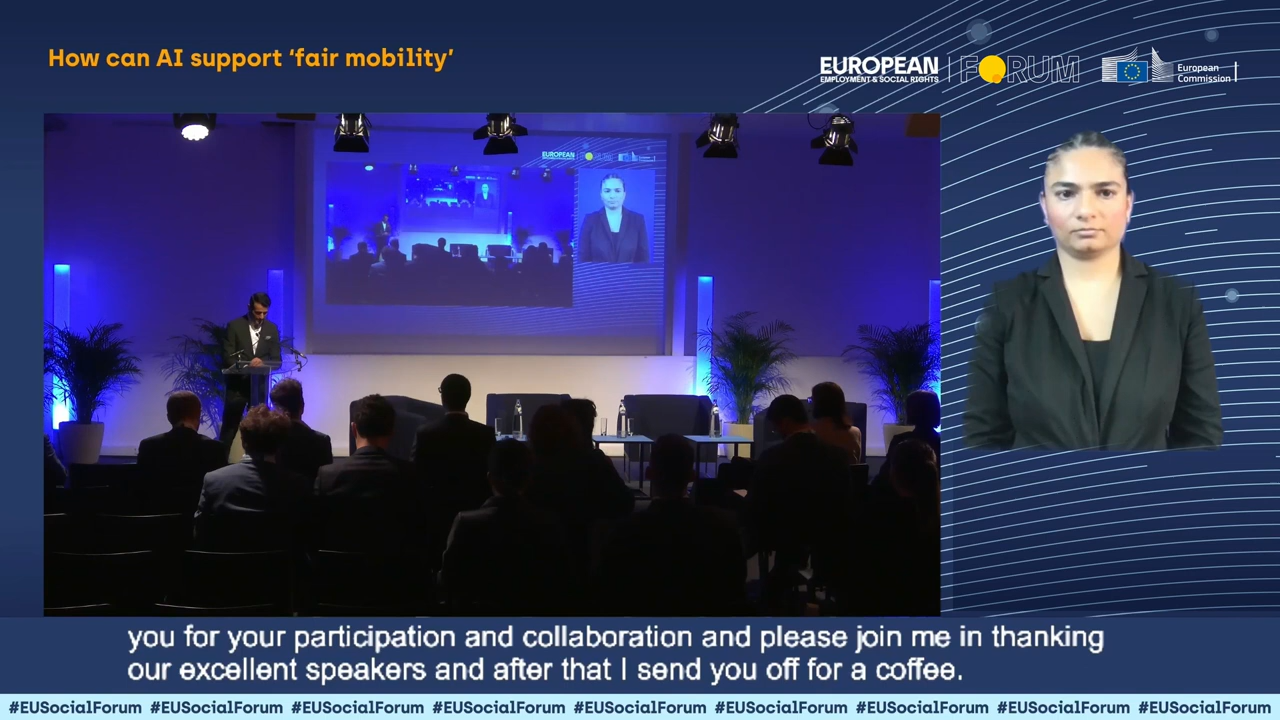 How can AI support ‘fair mobility’
EUROPEAN
EMPLOYMENT & SOCIAL RIGHTS
FORUM
European
Commission
EUROPEAN
you for your participation and collaboration and please join me in thanking
our excellent speakers and after that I send you off for a coffee.
#EUSocialForum #EUSocialForum #EUSocialForum #EUSocialForum #EUSocialForum #EUSocialForum #EUSocialForum #EUSocialForum #EUSocialForum